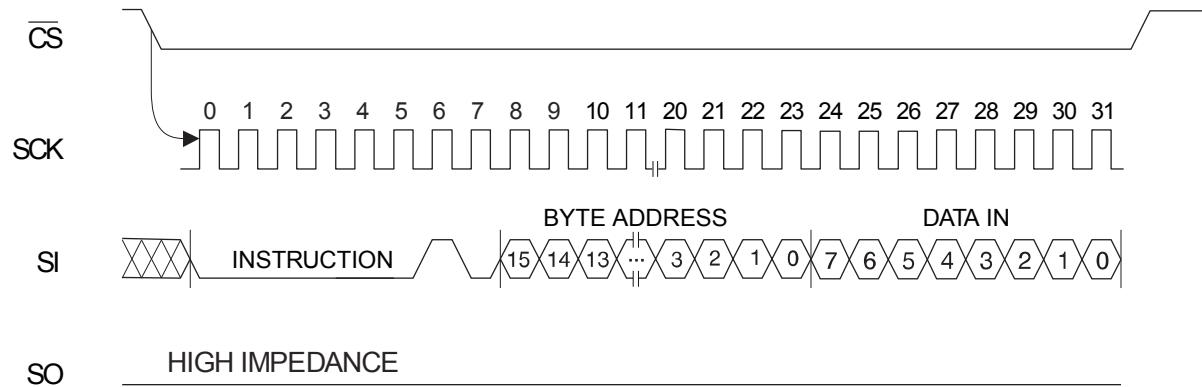 CS
0 1 2 3 4 5 6 7 8 9 10 11 20 21 22 23 24 25 26 27 28 29 30 31
SCK
BYTE ADDRESS DATA IN
SI INSTRUCTION 15 14 13 ... 3 2 1 0 7 6 5 4 3 2 1 0
HIGH IMPEDANCE
SO